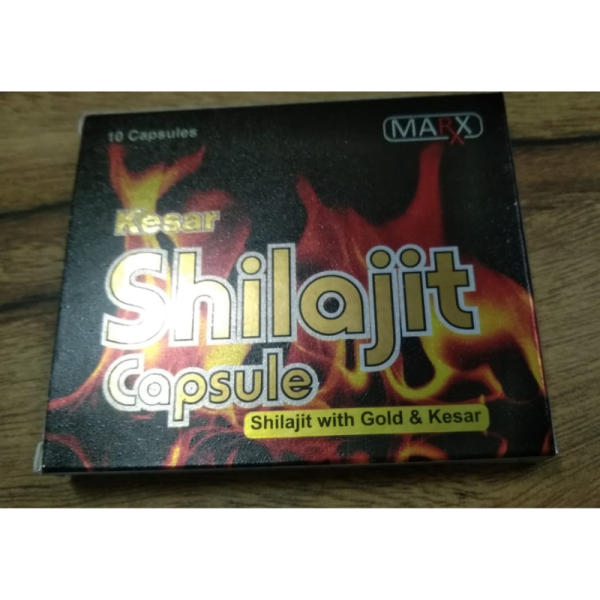 10 Capsules
MARX
Kesar
Shilajit
Capsule
Shilajit with Gold & Kesar